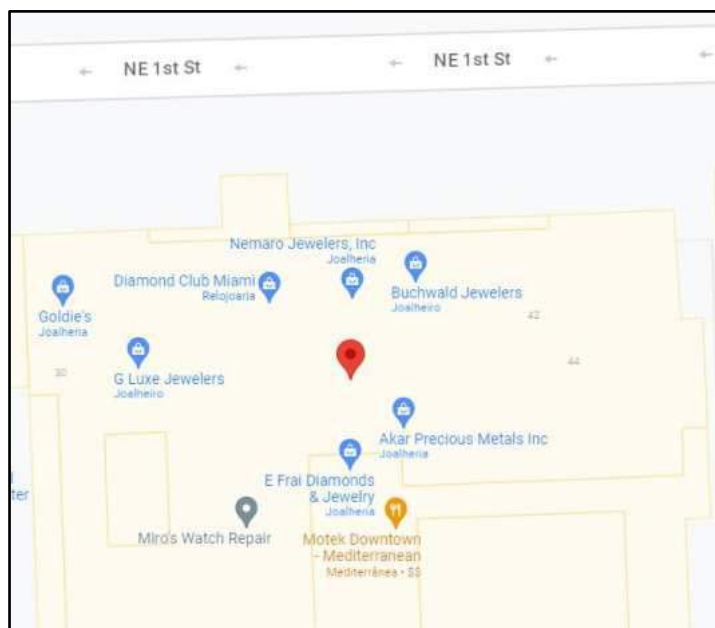 NE 1st St
NE 1st St
Nemaro Jewelers, Inc
Joalheria
Diamond Club Miami
Relojoaria
Buchwald Jewelers
Joalheiro
Goldie's
Joalheria
42
44
30
G Luxe Jewelers
Joalheiro
Akar Precious Metals Inc
Joalheria
E Frai Diamonds
& Jewelry
Joalheria
ter
Miro's Watch Repair
Motek Downtown
- Mediterranean
Mediterrânea • $$